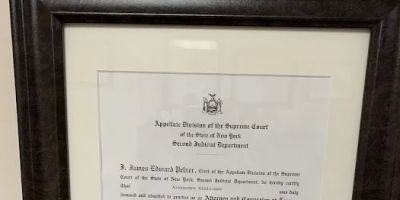 Appellate Division of the Supreme Court
of the State of New York
Second Judicial Department
I, James Edward Pelzer, Clerk of the Appellate Division of the Supreme
Court of the State of New York, Second Judicial Department, do hereby certify
That was duly
licensed and admitted to practice as an Attorney and Counselor at